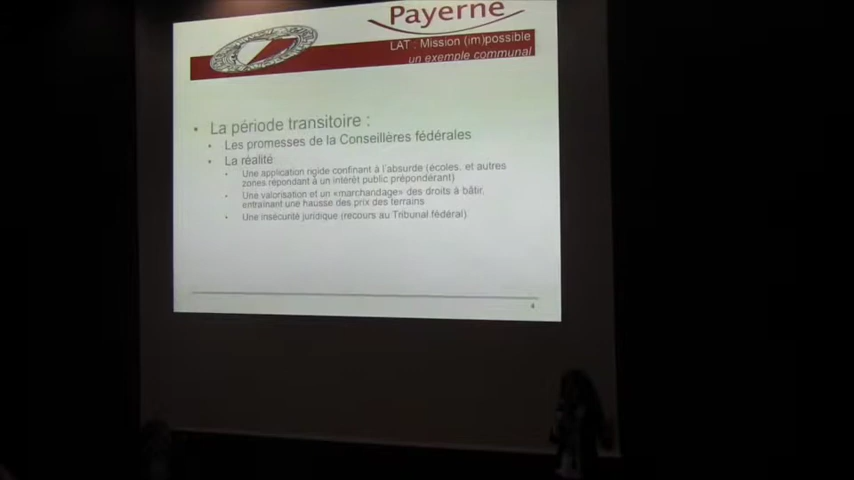 Payerne
LAT : Mission (im)possible
un exemple communal
• La période transitoire :
• Les promesses de la Conseillères fédérales
• La réalité
• Une application rigide confinant à l'absurde (écoles, et autres
zones répondant à un intérêt public prépondérant)
• Une valorisation et un «marchandage» des droits à bâtir,
entraînant une hausse des prix des terrains
• Une insécurité juridique (recours au Tribunal fédéral)